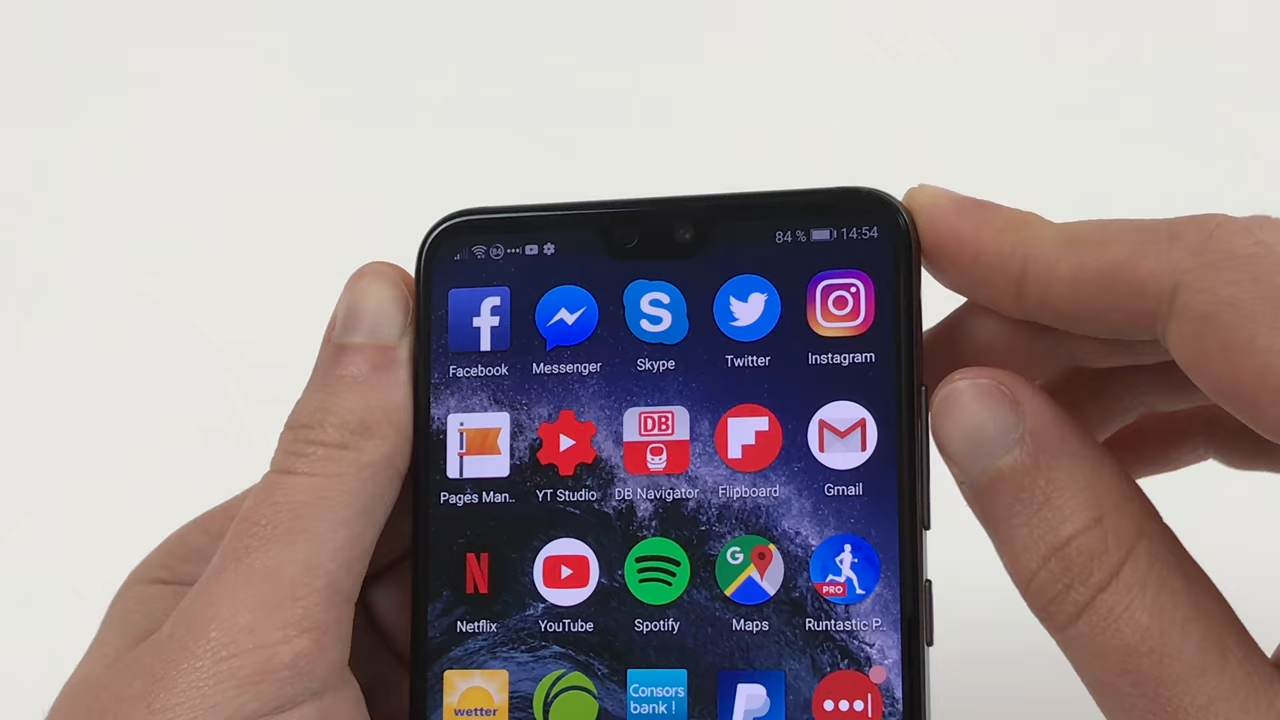 84
84 % 14:54
f S
Facebook Messenger Skype Twitter Instagram
DB
Pages Man.. YT Studio DB Navigator Flipboard Gmail
N G PRO
Netflix YouTube Spotify Maps Runtastic P..
wetter Consors
bank !
P